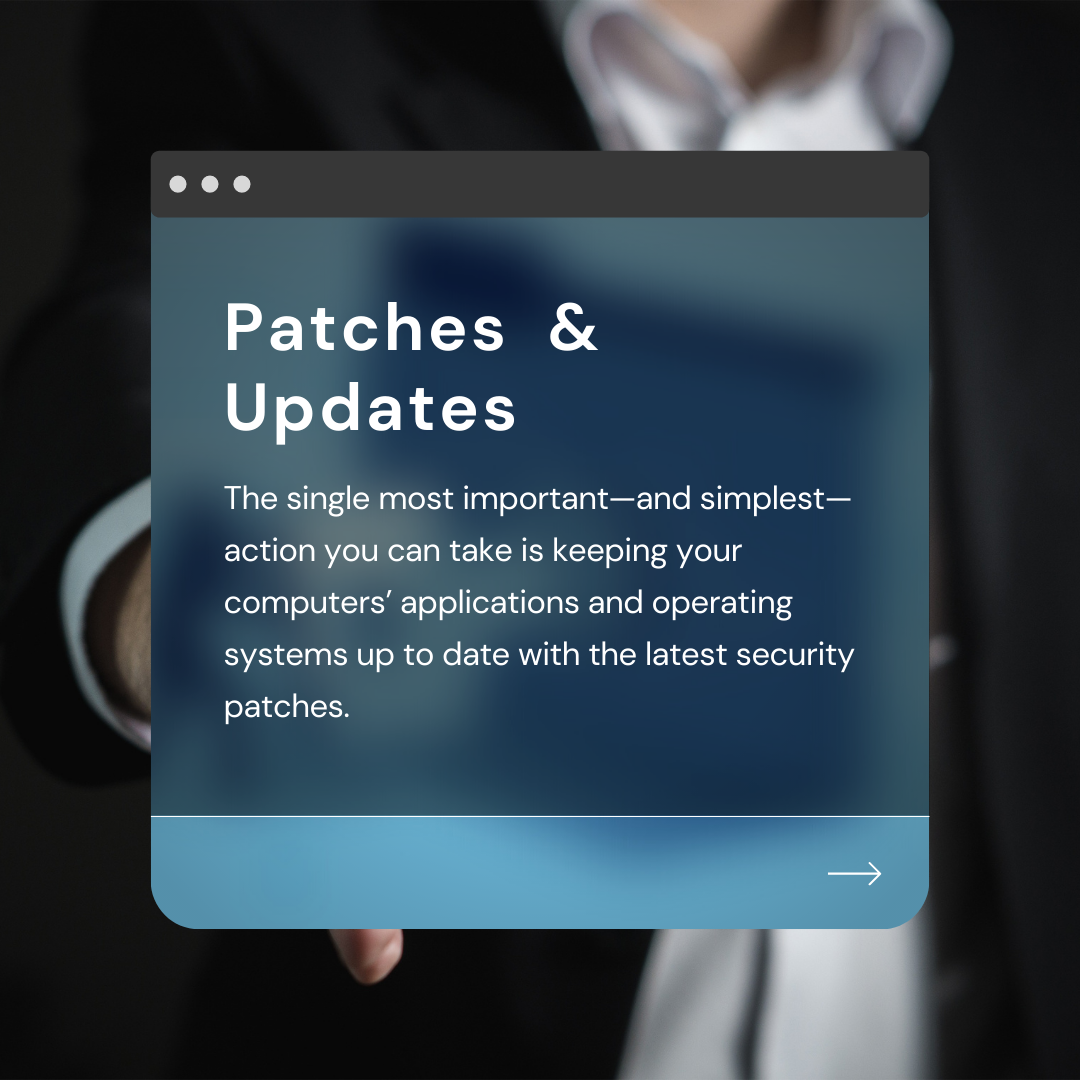 Patches &
Updates
The single most important—and simplest—
action you can take is keeping your
computers’ applications and operating
systems up to date with the latest security
patches.